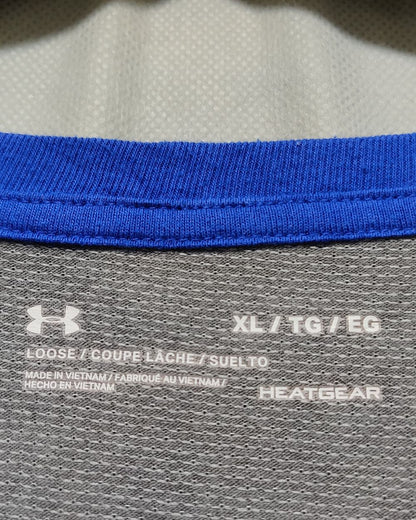 XL / TG / EG
LOOSE / COUPE LÂCHE / SUELTO
MADE IN VIETNAM / FABRIQUÉ AU VIETNAM /
HECHO EN VIETNAM
HEATGEAR